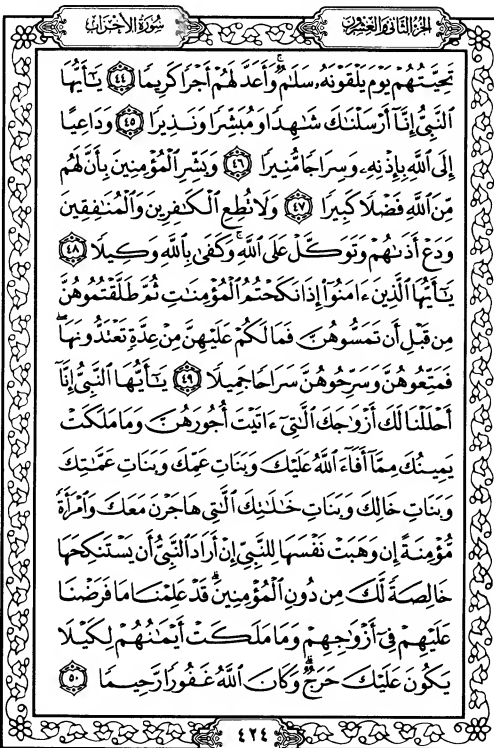 الجزء الثاني والعشرون
سورة الأحزاب
تَحِيَّتُهُمْ يَوْمَ يَلْقَوْنَهُۥ سَلَٰمٌ ۚ وَأَعَدَّ لَهُمْ أَجْرًا كَرِيمًا ﴿٤٤﴾ يَٰٓأَيُّهَا
ٱلنَّبِىُّ إِنَّآ أَرْسَلْنَٰكَ شَٰهِدًا وَمُبَشِّرًا وَنَذِيرًا ﴿٤٥﴾ وَدَاعِيًا
إِلَى ٱللَّهِ بِإِذْنِهِۦ وَسِرَاجًا مُّنِيرًا ﴿٤٦﴾ وَبَشِّرِ ٱلْمُؤْمِنِينَ بِأَنَّ لَهُم
مِّنَ ٱللَّهِ فَضْلًا كَبِيرًا ﴿٤٧﴾ وَلَا تُطِعِ ٱلْكَٰفِرِينَ وَٱلْمُنَٰفِقِينَ
وَدَعْ أَذَىٰهُمْ وَتَوَكَّلْ عَلَى ٱللَّهِ ۚ وَكَفَىٰ بِٱللَّهِ وَكِيلًا ﴿٤٨﴾
يَٰٓأَيُّهَا ٱلَّذِينَ ءَامَنُوٓا۟ إِذَا نَكَحْتُمُ ٱلْمُؤْمِنَٰتِ ثُمَّ طَلَّقْتُمُوهُنَّ
مِن قَبْلِ أَن تَمَسُّوهُنَّ فَمَا لَكُمْ عَلَيْهِنَّ مِنْ عِدَّةٍ تَعْتَدُّونَهَا ۖ
فَمَتِّعُوهُنَّ وَسَرِّحُوهُنَّ سَرَاحًا جَمِيلًا ﴿٤٩﴾ يَٰٓأَيُّهَا ٱلنَّبِىُّ إِنَّآ
أَحْلَلْنَا لَكَ أَزْوَٰجَكَ ٱلَّٰتِىٓ ءَاتَيْتَ أُجُورَهُنَّ وَمَا مَلَكَتْ
يَمِينُكَ مِمَّآ أَفَآءَ ٱللَّهُ عَلَيْكَ وَبَنَاتِ عَمِّكَ وَبَنَاتِ عَمَّٰتِكَ
وَبَنَاتِ خَالِكَ وَبَنَاتِ خَٰلَٰتِكَ ٱلَّٰتِى هَاجَرْنَ مَعَكَ وَٱمْرَأَةً
مُّؤْمِنَةً إِن وَهَبَتْ نَفْسَهَا لِلنَّبِىِّ إِنْ أَرَادَ ٱلنَّبِىُّ أَن يَسْتَنكِحَهَا
خَالِصَةً لَّكَ مِن دُونِ ٱلْمُؤْمِنِينَ ۗ قَدْ عَلِمْنَا مَا فَرَضْنَا
عَلَيْهِمْ فِىٓ أَزْوَٰجِهِمْ وَمَا مَلَكَتْ أَيْمَٰنُهُمْ لِكَيْلَا
يَكُونَ عَلَيْكَ حَرَجٌ ۗ وَكَانَ ٱللَّهُ غَفُورًا رَّحِيمًا ﴿٥٠﴾
٤٢٤